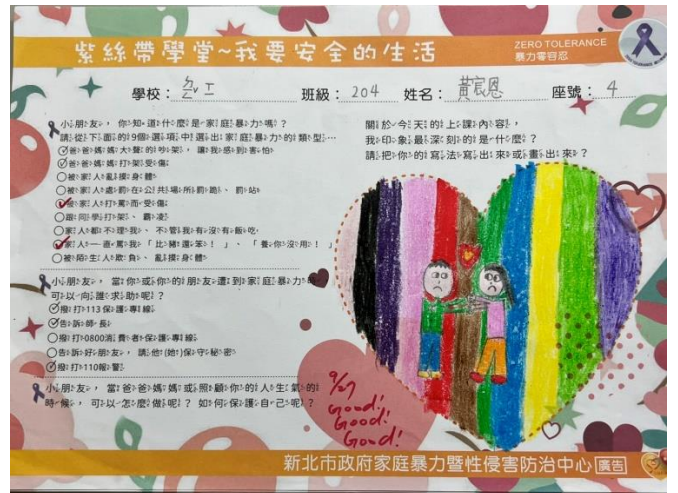 紫絲帶學堂~我要安全的生活
ZERO TOLERANCE
暴力零容忍
學校： 班級：204 姓名：黃宸恩 座號：4
小朋友，你知道什麼是家庭暴力嗎？
請從下面的9個選項中選出家庭暴力的類型…
爸爸媽媽大聲的吵架，讓我感到害怕
爸爸媽媽打架受傷
被家人亂摸身體
被家人處罰在公共場所罰跪、罰站
被家人打罵而受傷
跟同學打架、霸凌
家人都不理我、不管我有沒有飯吃
家人一直罵我「比豬還笨！」、「養你沒用！」
被陌生人欺負、亂摸身體
小朋友，當你或你的朋友遭到家庭暴力時
可以向誰求助呢？
撥打113保護專線
告訴師長
撥打0800消費者保護專線
告訴好朋友，請他(她)保守秘密
撥打110報警
小朋友，當爸爸媽媽或照顧你的人生氣的
時候，可以怎麼做呢？如何保護自己呢？
關於今天的上課內容，
我印象最深刻的是什麼？
請把你的寫法寫出來或畫出來？
9/27
Good!
Good!
Good!
新北市政府家庭暴力暨性侵害防治中心 廣告